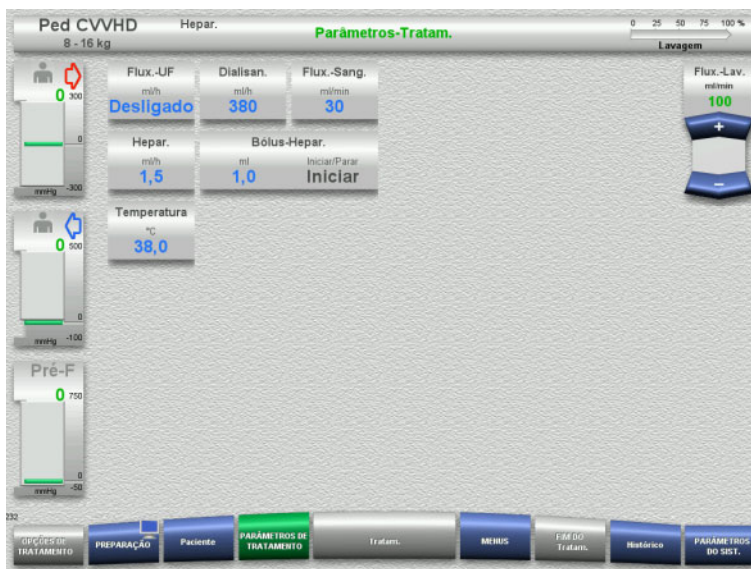 Ped CVVHD Hepar. Parâmetros-Tratam. 0 25 50 75 100 %
8 - 16 kg Lavagem
Flux.-UF Dialisan. Flux.-Sang. Flux.-Lav.
ml/h ml/h ml/min ml/min
Desligado 380 30 100
0 300
0
mmHg -300
+
−
Hepar. Bólus-Hepar.
ml/h ml Iniciar/Parar
1,5 1,0 Iniciar
Temperatura
°C
38,0
0 500
0
mmHg -100
Pré-F
0 750
0
mmHg -50
232
OPÇÕES DE TRATAMENTO
PREPARAÇÃO
Paciente
PARÂMETROS DE TRATAMENTO
Tratam.
MENUS
FIM DO Tratam.
Histórico
PARÂMETROS DO SIST.